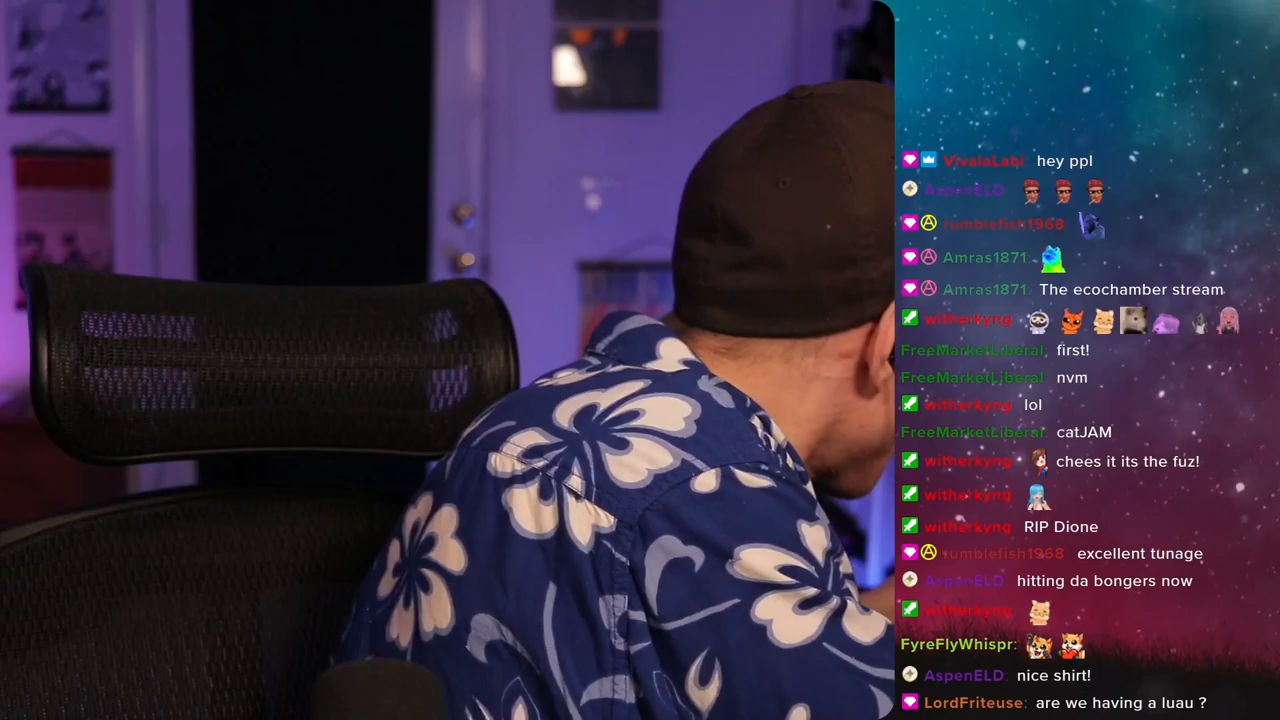 VivalaLabi hey ppl
AspenELD
rumblefish1968
Amras1871
Amras1871 The ecochamber stream
witherkyng
FreeMarketLiberal: first!
FreeMarketLiberal: nvm
witherkyng lol
FreeMarketLiberal: catJAM
witherkyng chees it its the fuz!
witherkyng
witherkyng RIP Dione
rumblefish1968 excellent tunage
AspenELD hitting da bongers now
witherkyng
FyreFlyWhispr:
AspenELD: nice shirt!
LordFriteuse: are we having a luau ?